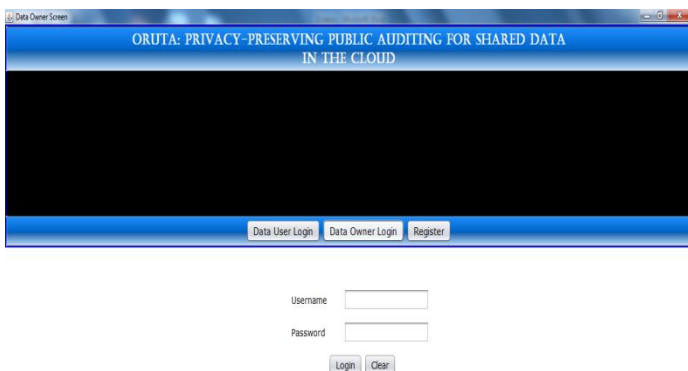 Data Owner Screen
ORUTA: PRIVACY-PRESERVING PUBLIC AUDITING FOR SHARED DATA
IN THE CLOUD
Data User Login Data Owner Login Register
Username
Password
Login Clear